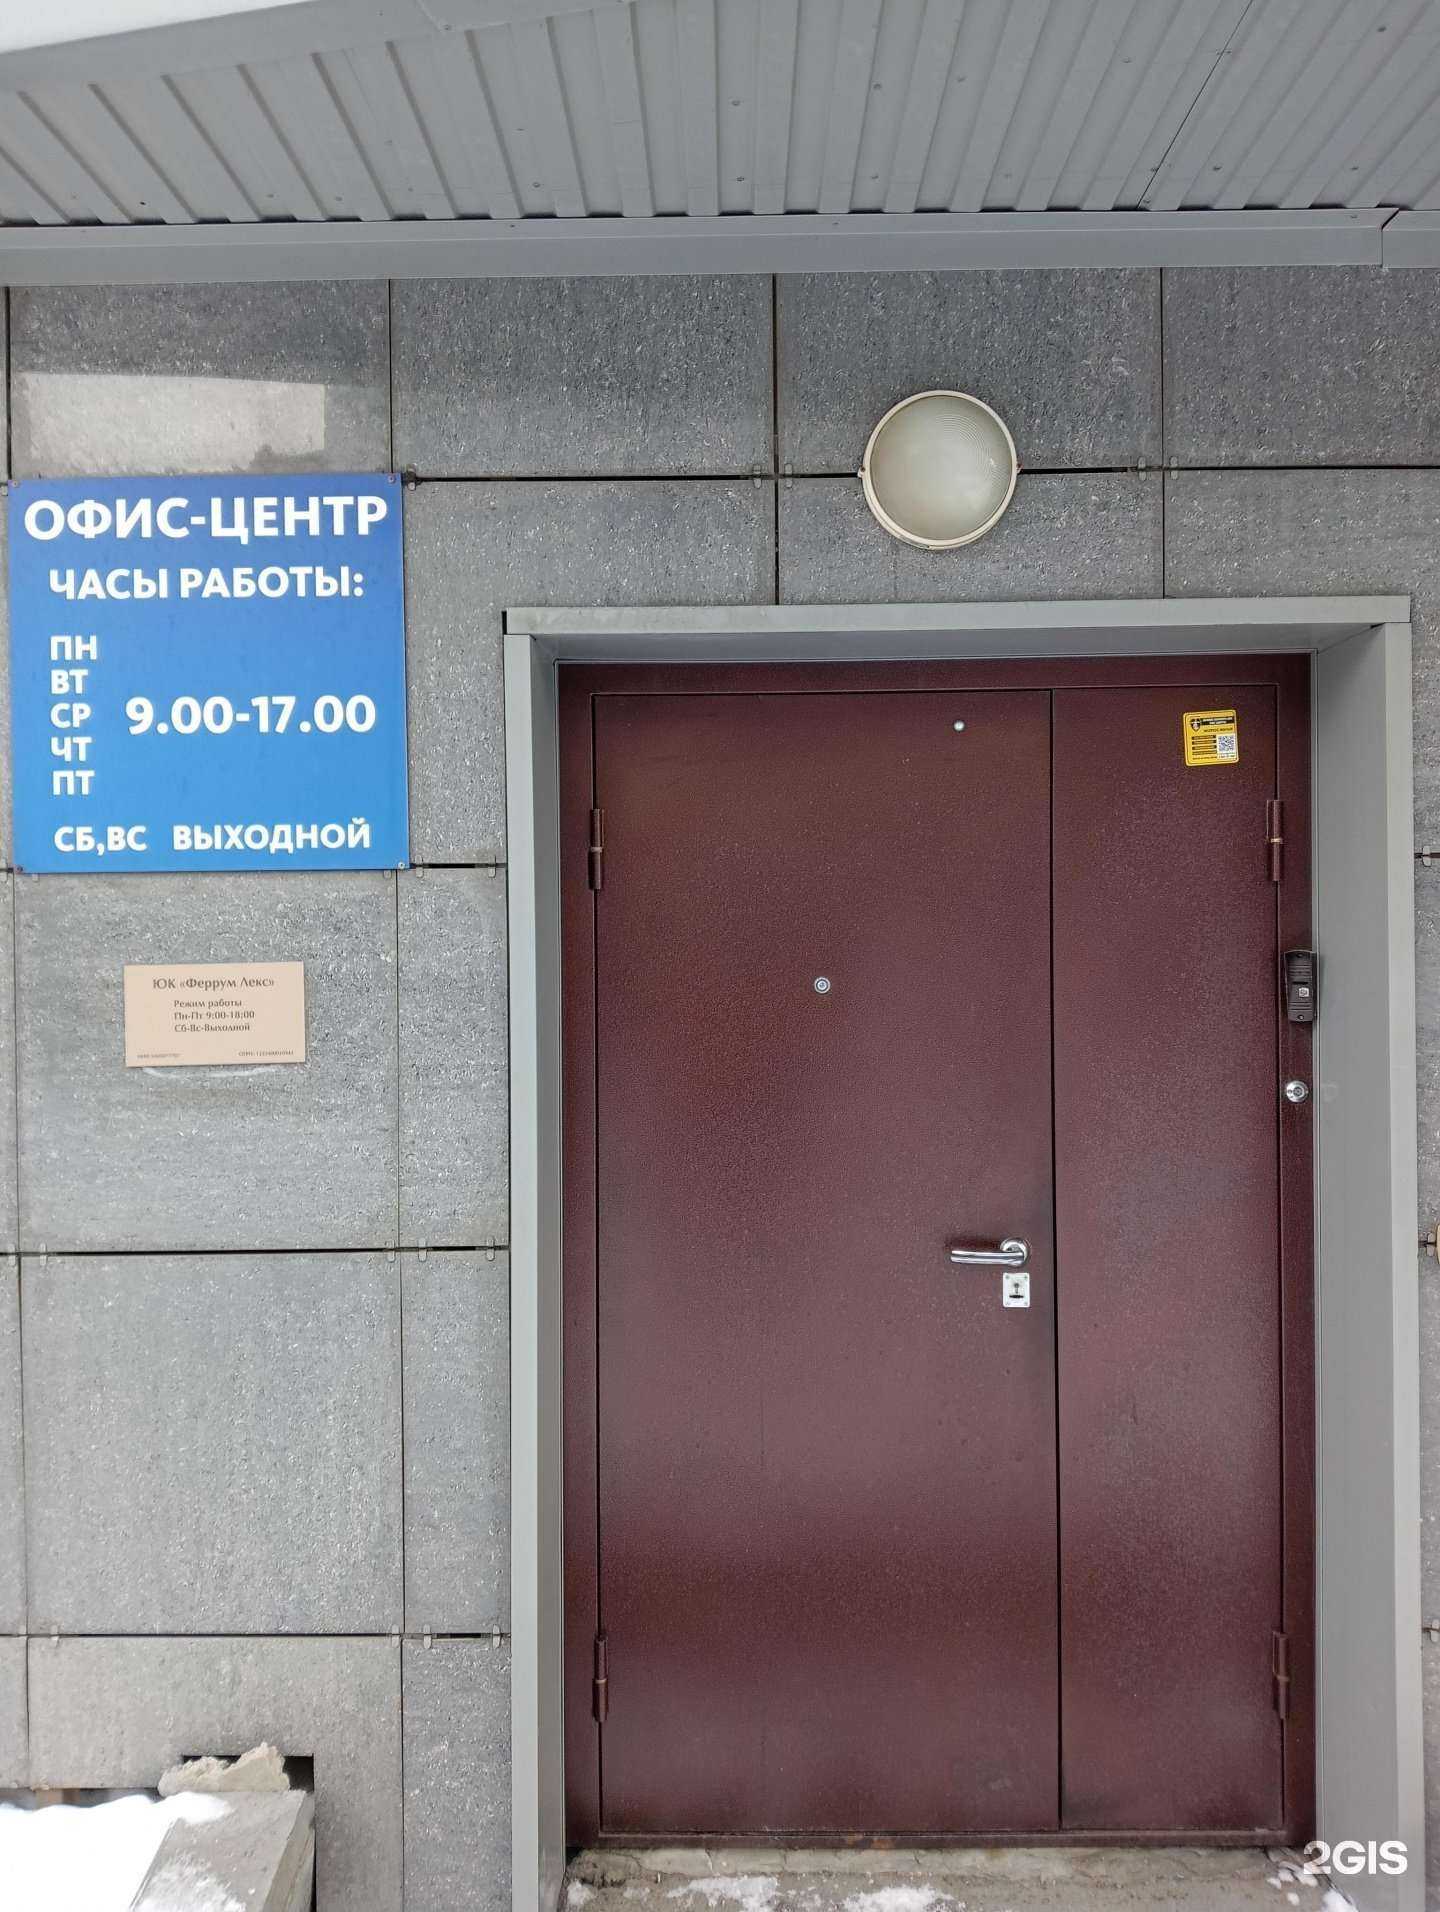 ОФИС-ЦЕНТР
ЧАСЫ РАБОТЫ:
ПН
ВТ
СР 9.00-17.00
ЧТ
ПТ
СБ,ВС ВЫХОДНОЙ
ЮК «Феррум Лекс»
Режим работы
Пн-Пт 9:00-18:00
Сб-Вс-Выходной
2GIS